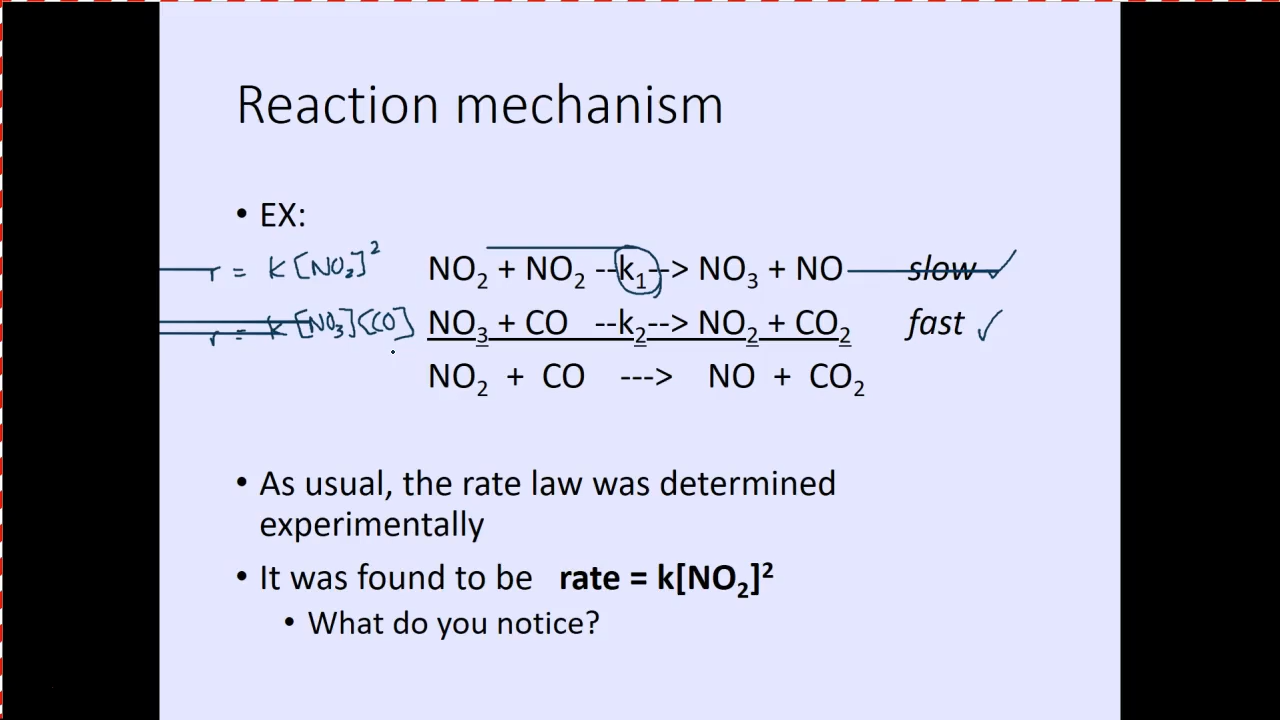 Reaction mechanism
• EX:
r = k [NO₂]² NO₂ + NO₂ --k₁--> NO₃ + NO slow ✓
r = k [NO₃][CO] NO₃ + CO --k₂--> NO₂ + CO₂ fast ✓
NO₂ + CO ---> NO + CO₂
• As usual, the rate law was determined
experimentally
• It was found to be rate = k[NO₂]²
• What do you notice?